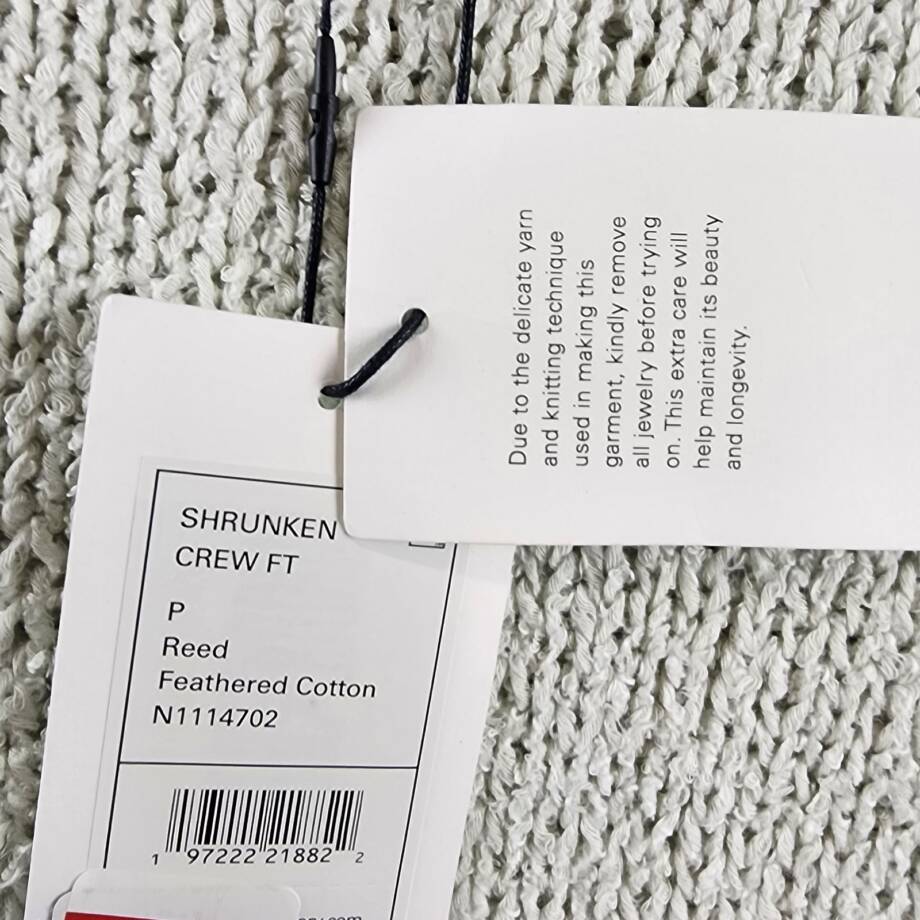 Due to the delicate yarn
and knitting technique
used in making this
garment, kindly remove
all jewelry before trying
on. This extra care will
help maintain its beauty
and longevity.
SHRUNKEN
CREW FT
P
Reed
Feathered Cotton
N1114702
1 97222 21882 2